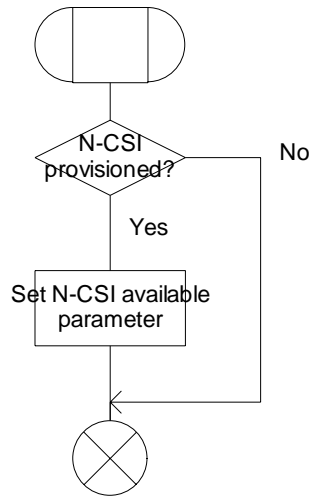 N-CSI
provisioned?
No
Yes
Set N-CSI available
parameter